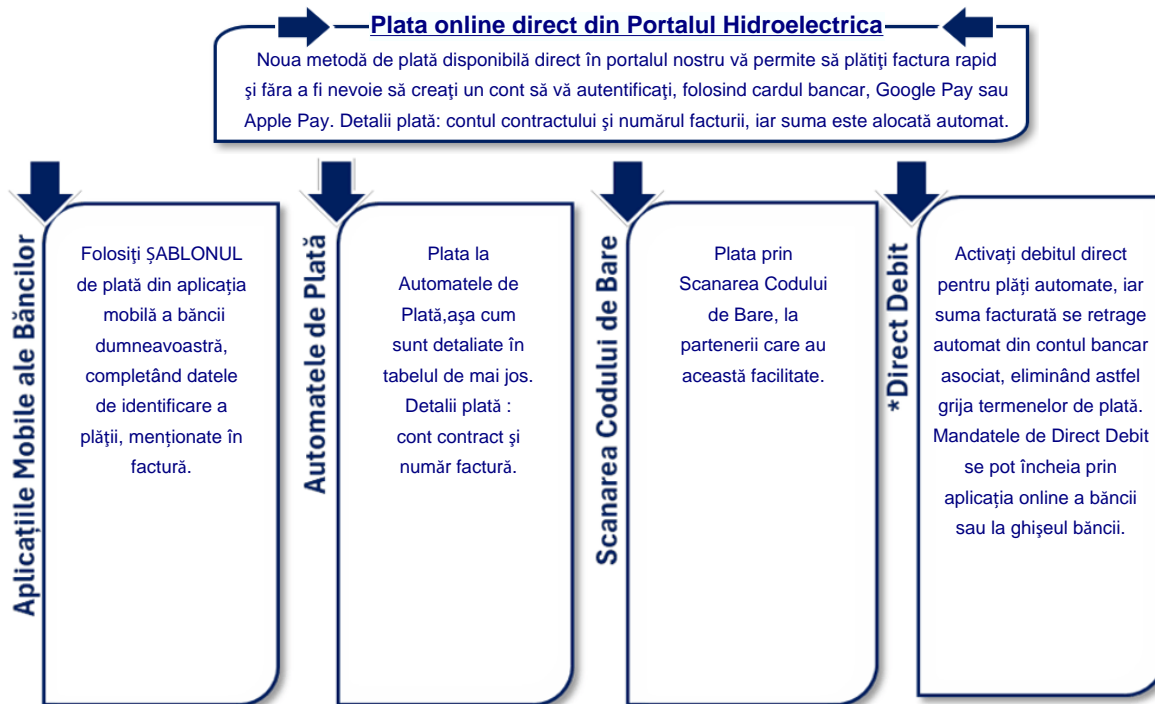 Plata online direct din Portalul Hidroelectrica
Noua metodă de plată disponibilă direct în portalul nostru vă permite să plătiţi factura rapid
şi făra a fi nevoie să creaţi un cont să vă autentificaţi, folosind cardul bancar, Google Pay sau
Apple Pay. Detalii plată: contul contractului şi numărul facturii, iar suma este alocată automat.
Aplicațiile Mobile ale Băncilor
Folosiţi ȘABLONUL
de plată din aplicația
mobilă a băncii
dumneavoastră,
completând datele
de identificare a
plăţii, menționate în
factură.
Automatele de Plată
Plata la
Automatele de
Plată,aşa cum
sunt detaliate în
tabelul de mai jos.
Detalii plată :
cont contract şi
număr factură.
Scanarea Codului de Bare
Plata prin
Scanarea Codului
de Bare, la
partenerii care au
această facilitate.
*Direct Debit
Activați debitul direct
pentru plăți automate, iar
suma facturată se retrage
automat din contul bancar
asociat, eliminând astfel
grija termenelor de plată.
Mandatele de Direct Debit
se pot încheia prin
aplicația online a băncii
sau la ghişeul băncii.